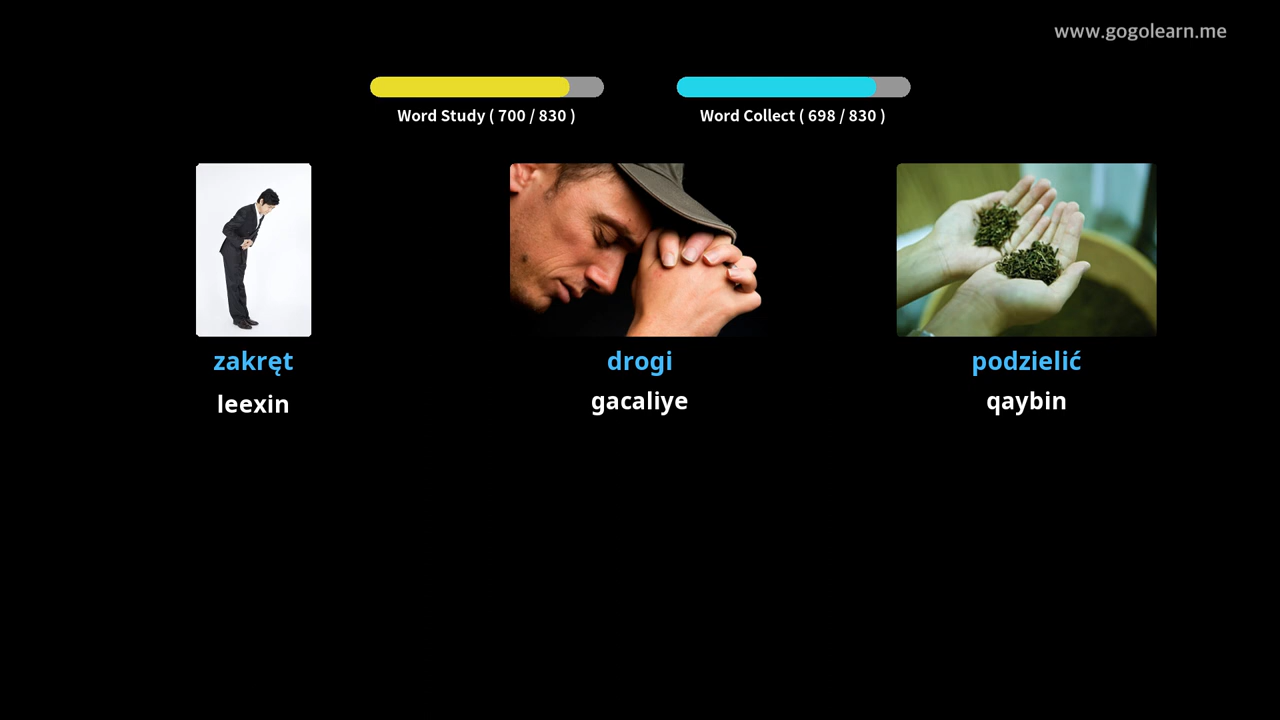 www.gogolearn.me
Word Study ( 700 / 830 )
Word Collect ( 698 / 830 )
zakręt
drogi
podzielić
leexin
gacaliye
qaybin